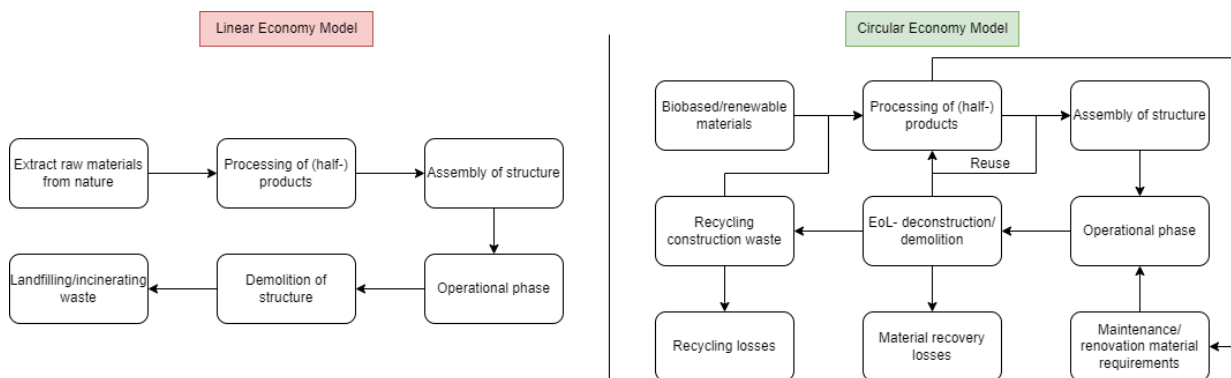 Linear Economy Model
Extract raw materials
from nature
Processing of (half-)
products
Assembly of structure
Landfilling/incinerating
waste
Demolition of
structure
Operational phase
Circular Economy Model
Biobased/renewable
materials
Processing of (half-)
products
Assembly of structure
Reuse
Recycling
construction waste
EoL- deconstruction/
demolition
Operational phase
Recycling losses
Material recovery
losses
Maintenance/
renovation material
requirements